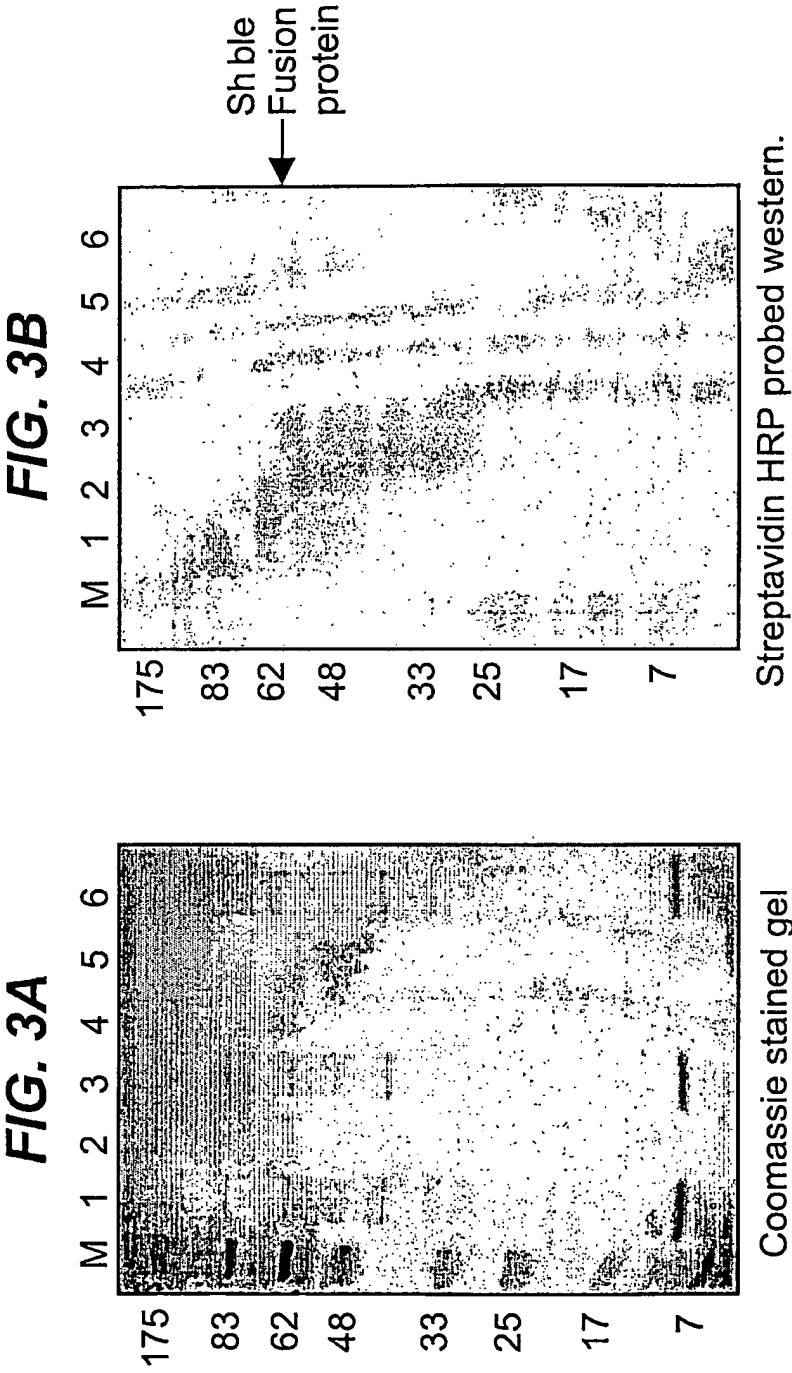 FIG. 3A
M 1 2 3 4 5 6
175
83
62
48
33
25
17
7
Coomassie stained gel
FIG. 3B
M 1 2 3 4 5 6
175
83
62
48
33
25
17
7
Sh ble
Fusion
protein
Streptavidin HRP probed western.